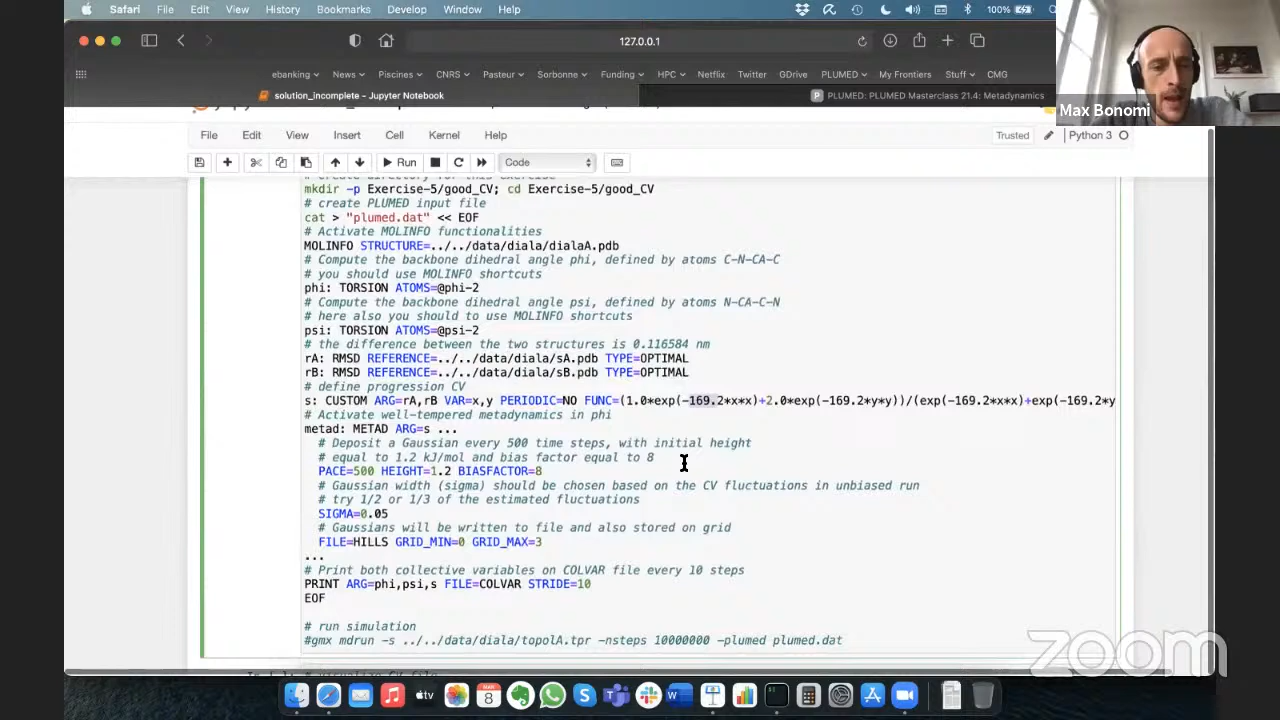 Safari File Edit View History Bookmarks Develop Window Help 100%
127.0.0.1
ebanking News Piscines CNRS Pasteur Sorbonne Funding HPC Netflix Twitter GDrive PLUMED My Frontiers Stuff CMG
solution_incomplete - Jupyter Notebook
PLUMED: PLUMED Masterclass 21.4: Metadynamics
Max Bonomi
File Edit View Insert Cell Kernel Help
Trusted Python 3
Run Code
# create directory for this exercise
mkdir -p Exercise-5/good_CV; cd Exercise-5/good_CV
# create PLUMED input file
cat > "plumed.dat" << EOF
# Activate MOLINFO functionalities
MOLINFO STRUCTURE=../../data/diala/dialaA.pdb
# Compute the backbone dihedral angle phi, defined by atoms C-N-CA-C
# you should use MOLINFO shortcuts
phi: TORSION ATOMS=@phi-2
# Compute the backbone dihedral angle psi, defined by atoms N-CA-C-N
# here also you should to use MOLINFO shortcuts
psi: TORSION ATOMS=@psi-2
# the difference between the two structures is 0.116584 nm
rA: RMSD REFERENCE=../../data/diala/sA.pdb TYPE=OPTIMAL
rB: RMSD REFERENCE=../../data/diala/sB.pdb TYPE=OPTIMAL
# define progression CV
s: CUSTOM ARG=rA,rB VAR=x,y PERIODIC=NO FUNC=(1.0*exp(-169.2*x*x)+2.0*exp(-169.2*y*y))/(exp(-169.2*x*x)+exp(-169.2*y
# Activate well-tempered metadynamics in phi
metad: METAD ARG=s ...
# Deposit a Gaussian every 500 time steps, with initial height
# equal to 1.2 kJ/mol and bias factor equal to 8
PACE=500 HEIGHT=1.2 BIASFACTOR=8
# Gaussian width (sigma) should be chosen based on the CV fluctuations in unbiased run
# try 1/2 or 1/3 of the estimated fluctuations
SIGMA=0.05
# Gaussians will be written to file and also stored on grid
FILE=HILLS GRID_MIN=0 GRID_MAX=3
...
# Print both collective variables on COLVAR file every 10 steps
PRINT ARG=phi,psi,s FILE=COLVAR STRIDE=10
EOF
# run simulation
#gmx mdrun -s ../../data/diala/topolA.tpr -nsteps 10000000 -plumed plumed.dat
zoom
tv
MAR
8